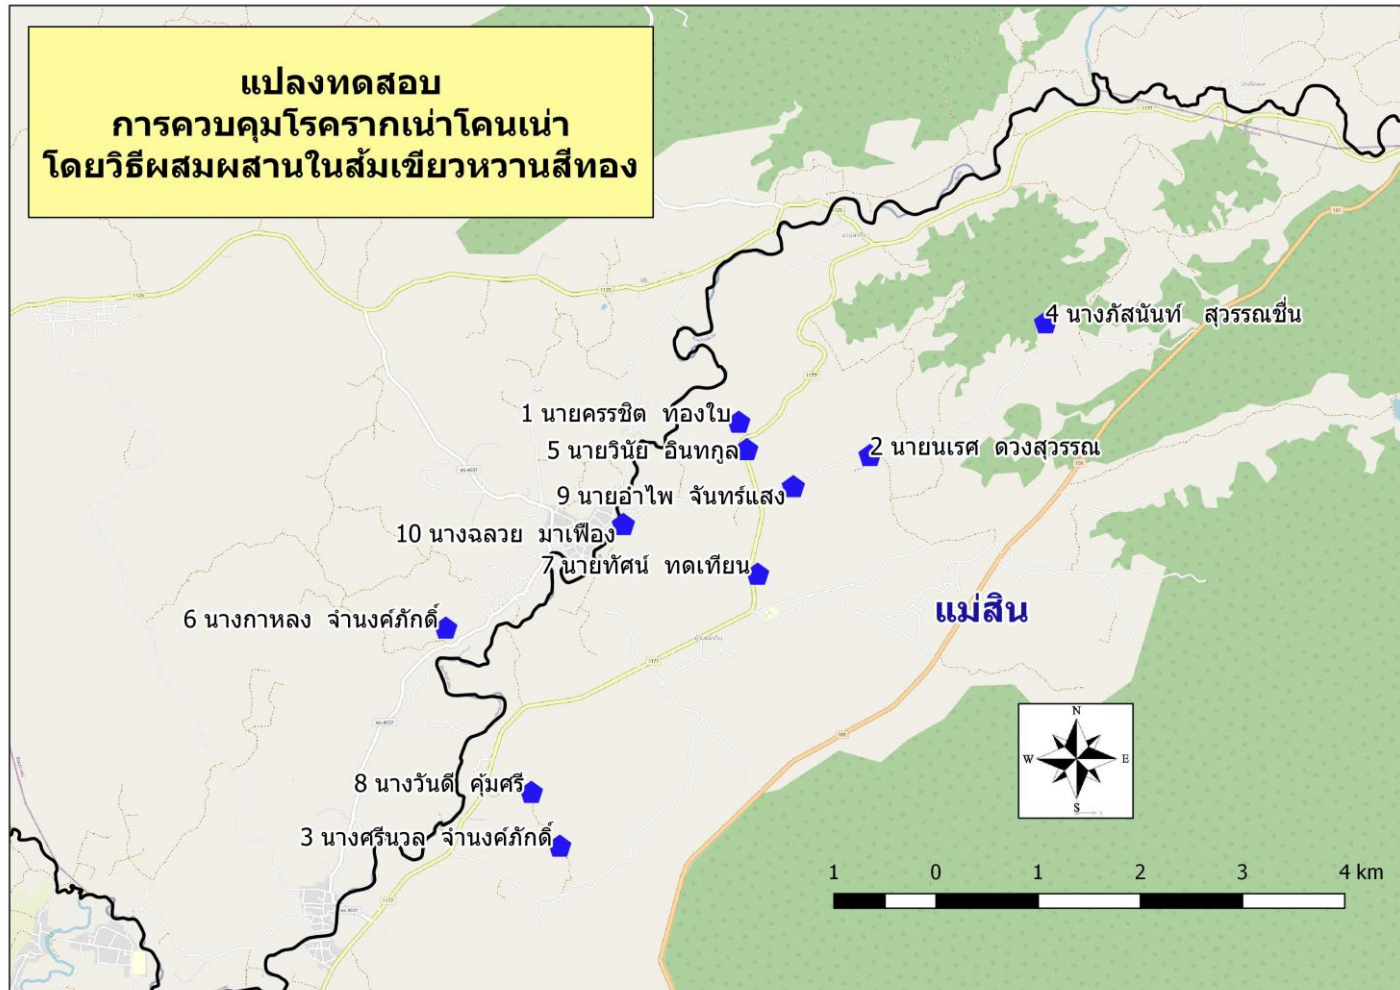 แปลงทดสอบ
การควบคุมโรครากเน่าโคนเน่า
โดยวิธีผสมผสานในส้มเขียวหวานสีทอง
4 นางภัสนันท์ สุวรรณชื่น
1 นายครรชิต ทองใบ
5 นายวินัย อินทกูล
2 นายนเรศ ดวงสุวรรณ
9 นายอำไพ จันทร์แสง
10 นางฉลวย มาเฟือง
7 นายทัศน์ ทดเทียน
แม่สิน
6 นางกาหลง จำนงค์ภักดิ์
N
W E
S
8 นางวันดี คุ้มศรี
3 นางศรีนวล จำนงค์ภักดิ์
1 0 1 2 3 4 km
1125
1125
1177
1177
101
101